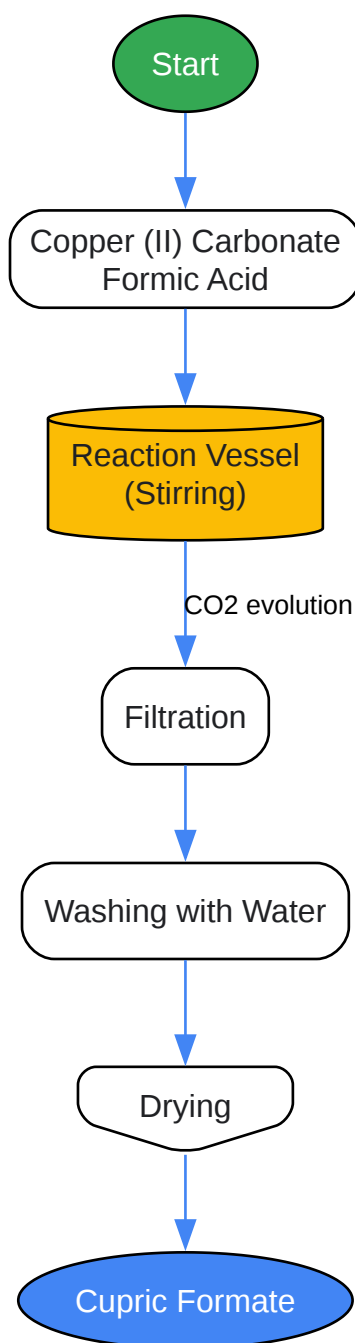 Start
Copper (II) Carbonate
Formic Acid
Reaction Vessel
(Stirring)
CO2 evolution
Filtration
Washing with Water
Drying
Cupric Formate